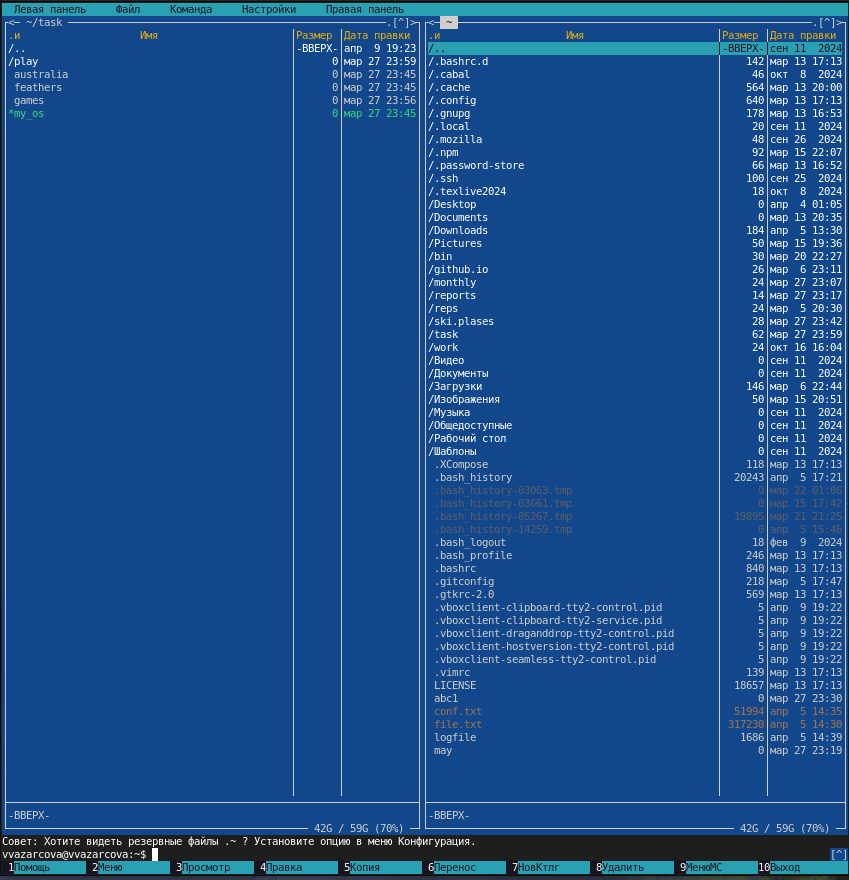 Левая панель Файл Команда Настройки Правая панель
<─ ~/task .[^]>
.и Имя Размер Дата правки
/.. -ВВЕРХ- апр 9 19:23
/play 0 мар 27 23:59
australia 0 мар 27 23:45
feathers 0 мар 27 23:45
games 0 мар 27 23:56
*my_os 0 мар 27 23:45
-ВВЕРХ-
42G / 59G (70%)
<─ ~ .[^]>
.и Имя Размер Дата правки
/.. -ВВЕРХ- сен 11 2024
/.bashrc.d 142 мар 13 17:13
/.cabal 46 окт 8 2024
/.cache 564 мар 13 20:00
/.config 640 мар 13 17:13
/.gnupg 178 мар 13 16:53
/.local 20 сен 11 2024
/.mozilla 48 сен 26 2024
/.npm 92 мар 15 22:07
/.password-store 66 мар 13 16:52
/.ssh 100 сен 25 2024
/.texlive2024 18 окт 8 2024
/Desktop 0 апр 4 01:05
/Documents 0 мар 13 20:35
/Downloads 184 апр 5 13:30
/Pictures 50 мар 15 19:36
/bin 30 мар 20 22:27
/github.io 26 мар 6 23:11
/monthly 24 мар 27 23:07
/reports 14 мар 27 23:17
/reps 24 мар 5 20:30
/ski.plases 28 мар 27 23:42
/task 62 мар 27 23:59
/work 24 окт 16 16:04
/Видео 0 сен 11 2024
/Документы 0 сен 11 2024
/Загрузки 146 мар 6 22:44
/Изображения 50 мар 15 20:51
/Музыка 0 сен 11 2024
/Общедоступные 0 сен 11 2024
/Рабочий стол 0 сен 11 2024
/Шаблоны 0 сен 11 2024
.XCompose 118 мар 13 17:13
.bash_history 20243 апр 5 17:21
.bash_history-03063.tmp 0 мар 22 01:06
.bash_history-03661.tmp 0 мар 15 17:42
.bash_history-05267.tmp 19895 мар 21 21:25
.bash_history-14259.tmp 0 апр 5 15:46
.bash_logout 18 фев 9 2024
.bash_profile 246 мар 13 17:13
.bashrc 840 мар 13 17:13
.gitconfig 218 мар 5 17:47
.gtkrc-2.0 569 мар 13 17:13
.vboxclient-clipboard-tty2-control.pid 5 апр 9 19:22
.vboxclient-clipboard-tty2-service.pid 5 апр 9 19:22
.vboxclient-draganddrop-tty2-control.pid 5 апр 9 19:22
.vboxclient-hostversion-tty2-control.pid 5 апр 9 19:22
.vboxclient-seamless-tty2-control.pid 5 апр 9 19:22
.vimrc 139 мар 13 17:13
LICENSE 18657 мар 13 17:13
abc1 0 мар 27 23:30
conf.txt 51994 апр 5 14:35
file.txt 317230 апр 5 14:30
logfile 1686 апр 5 14:39
may 0 мар 27 23:19
-ВВЕРХ-
42G / 59G (70%)
Совет: Хотите видеть резервные файлы .~ ? Установите опцию в меню Конфигурация.
vvazarcova@vvazarcova:~$ [^]
1Помощь 2Меню 3Просмотр 4Правка 5Копия 6Перенос 7НовКтлг 8Удалить 9МенюMC 10Выход